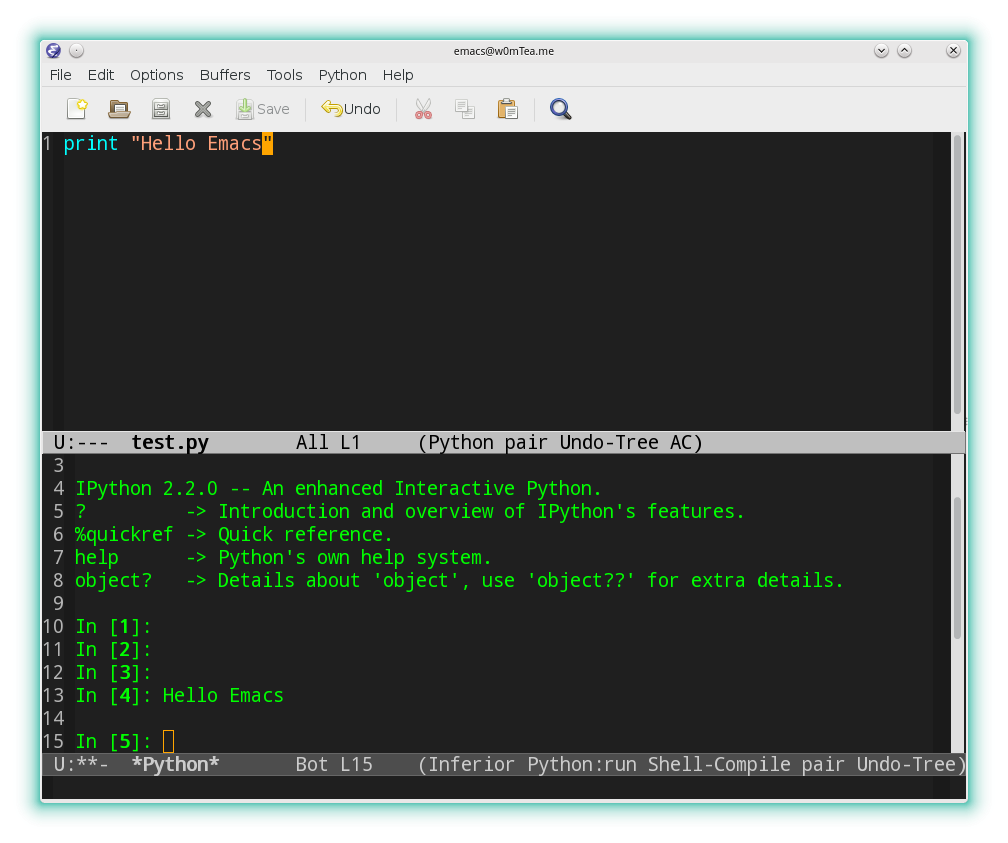 emacs@w0mTea.me
File Edit Options Buffers Tools Python Help
Save Undo
1 print "Hello Emacs"
U:--- test.py All L1 (Python pair Undo-Tree AC)
3
4 IPython 2.2.0 -- An enhanced Interactive Python.
5 ? -> Introduction and overview of IPython's features.
6 %quickref -> Quick reference.
7 help -> Python's own help system.
8 object? -> Details about 'object', use 'object??' for extra details.
9
10 In [1]:
11 In [2]:
12 In [3]:
13 In [4]: Hello Emacs
14
15 In [5]:
U:**- *Python* Bot L15 (Inferior Python:run Shell-Compile pair Undo-Tree)